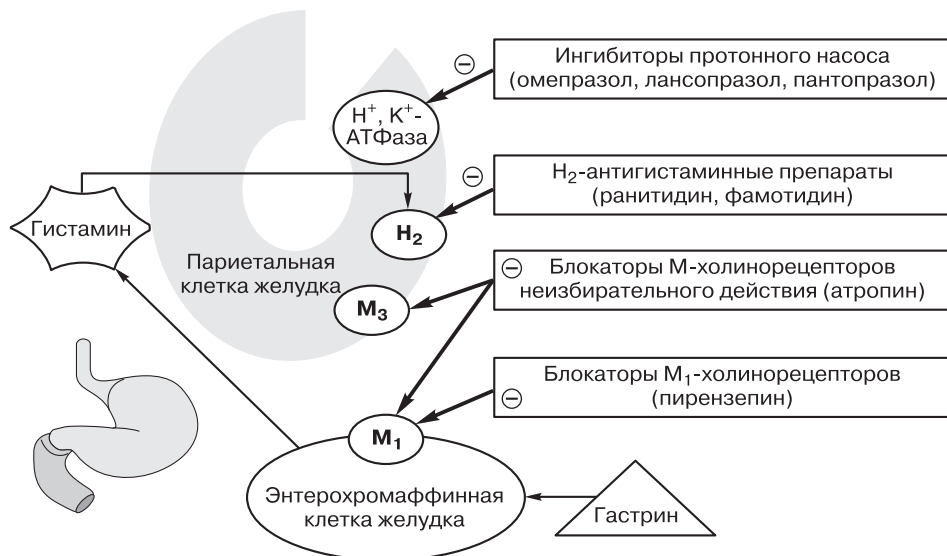 Ингибиторы протонного насоса
(омепразол, лансопразол, пантопразол)
⊖
H⁺, K⁺-
АТФаза
H₂-антигистаминные препараты
(ранитидин, фамотидин)
⊖
Гистамин
H₂
Париетальная
клетка желудка
⊖
Блокаторы М-холинорецепторов
неизбирательного действия (атропин)
M₃
Блокаторы М₁-холинорецепторов
⊖
(пирензепин)
M₁
Энтерохромаффинная
клетка желудка
Гастрин